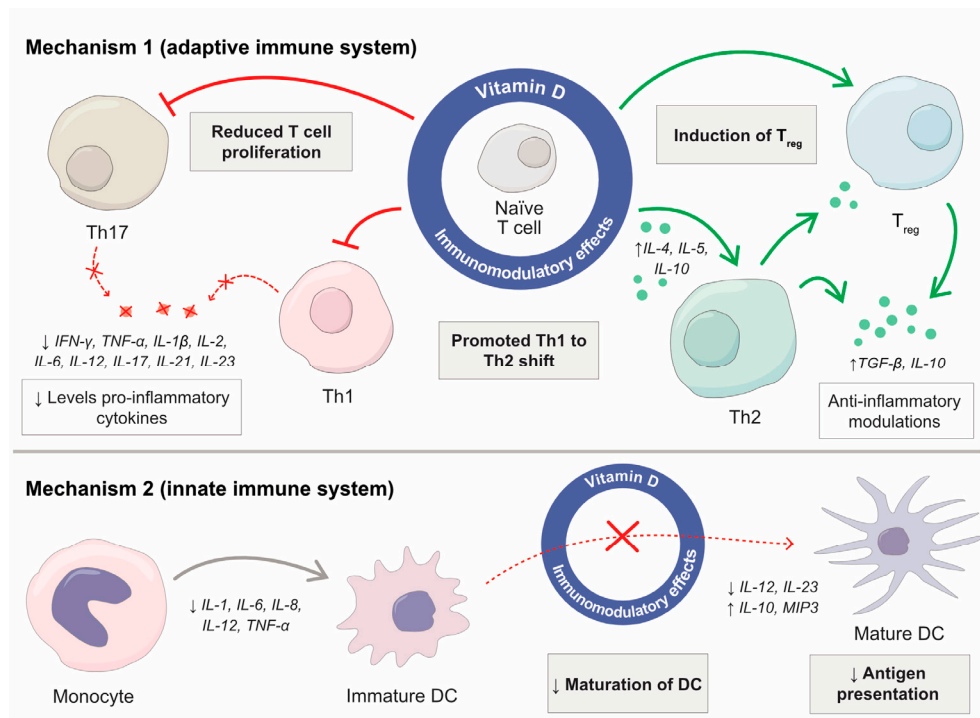 Mechanism 1 (adaptive immune system)
Vitamin D
Immunomodulatory effects
Naïve
T cell
Reduced T cell
proliferation
Induction of Treg
Th17
Treg
↑IL-4, IL-5,
IL-10
↓ IFN-γ, TNF-α, IL-1β, IL-2,
IL-6, IL-12, IL-17, IL-21, IL-23
↓ Levels pro-inflammatory
cytokines
Th1
Promoted Th1 to
Th2 shift
Th2
↑TGF-β, IL-10
Anti-inflammatory
modulations
Mechanism 2 (innate immune system)
Vitamin D
Immunomodulatory effects
↓ IL-1, IL-6, IL-8,
IL-12, TNF-α
↓ IL-12, IL-23
↑ IL-10, MIP3
Monocyte
Immature DC
↓ Maturation of DC
Mature DC
↓ Antigen
presentation